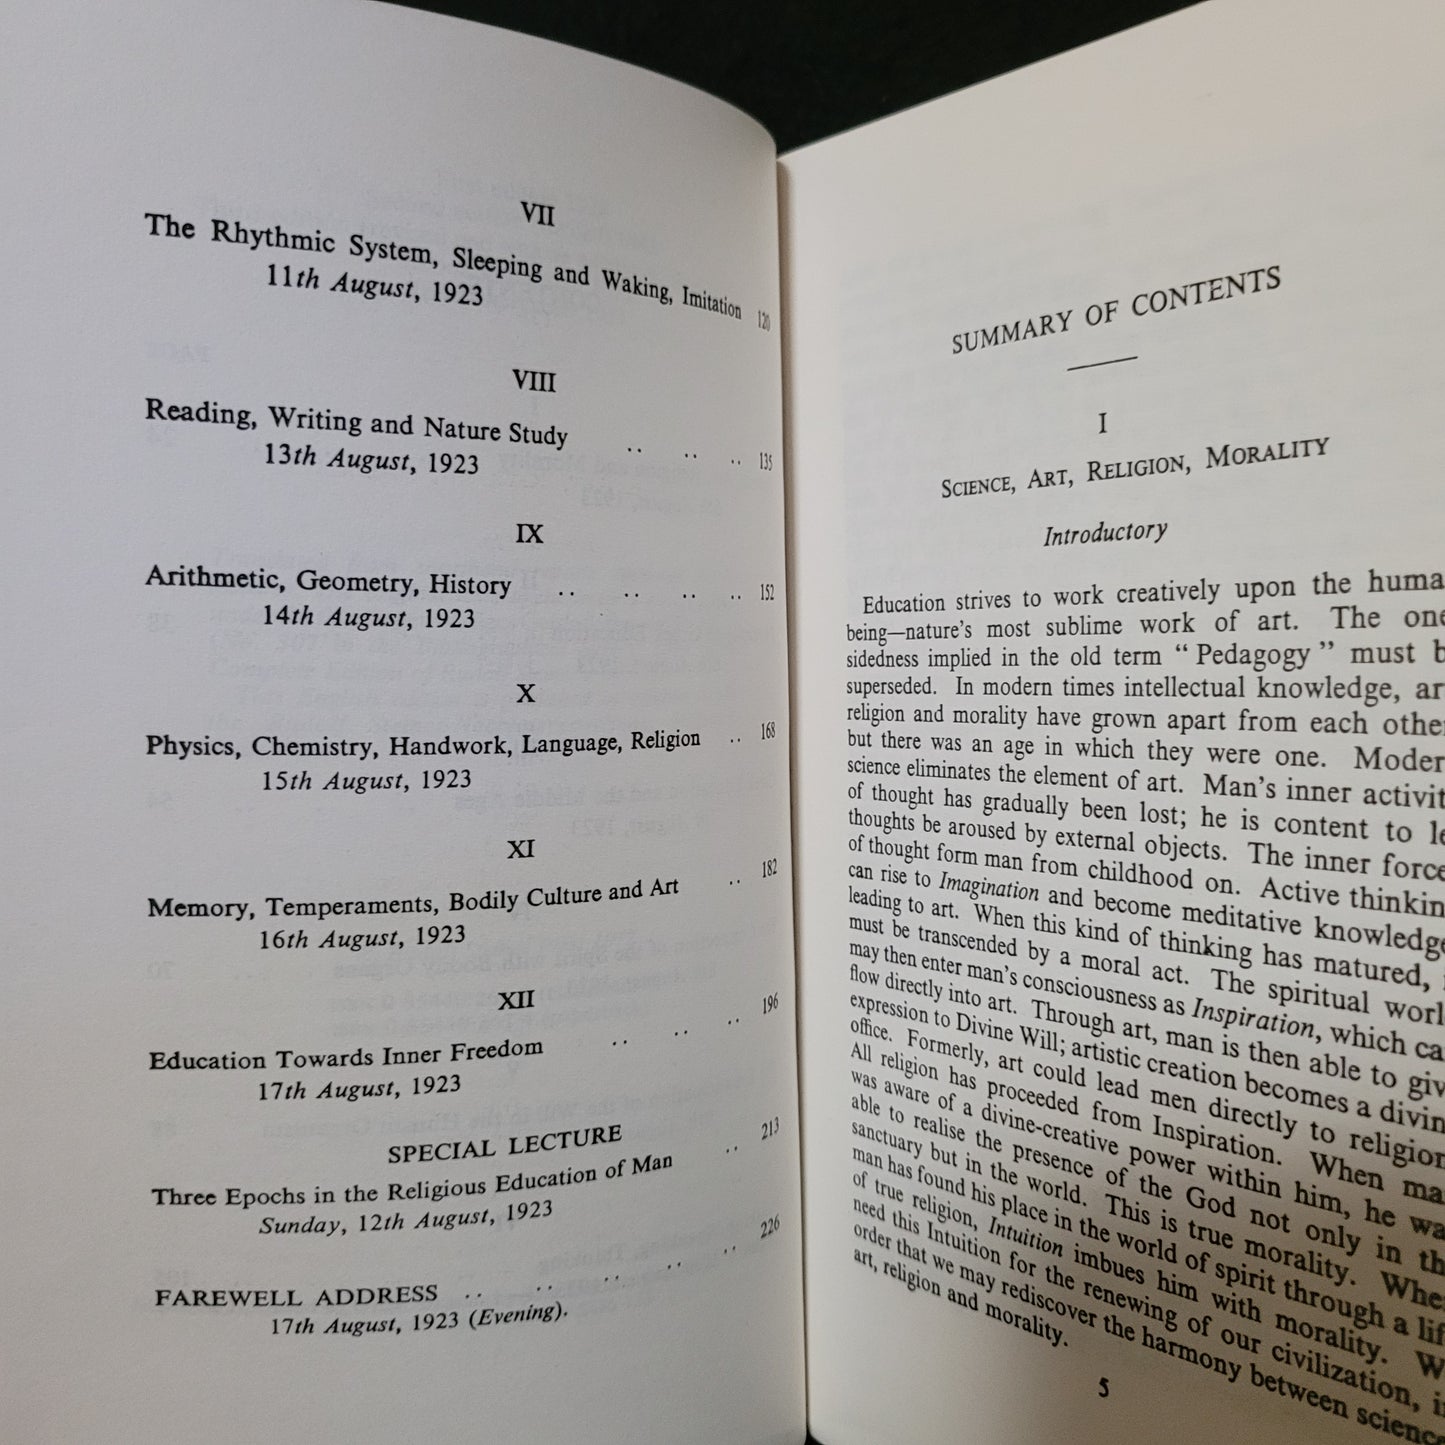 VII
The Rhythmic System, Sleeping and Waking, Imitation 120
11th August, 1923
VIII
Reading, Writing and Nature Study .. .. .. 135
13th August, 1923
IX
Arithmetic, Geometry, History .. .. .. .. 152
14th August, 1923
X
Physics, Chemistry, Handwork, Language, Religion .. 168
15th August, 1923
XI
Memory, Temperaments, Bodily Culture and Art .. 182
16th August, 1923
XII
Education Towards Inner Freedom .. .. .. 196
17th August, 1923
SPECIAL LECTURE
Three Epochs in the Religious Education of Man .. 213
Sunday, 12th August, 1923
FAREWELL ADDRESS .. .. .. .. .. 226
17th August, 1923 (Evening).
SUMMARY OF CONTENTS
I
SCIENCE, ART, RELIGION, MORALITY
Introductory
Education strives to work creatively upon the huma
being—nature's most sublime work of art. The one
sidedness implied in the old term “ Pedagogy ” must b
superseded. In modern times intellectual knowledge, ar
religion and morality have grown apart from each other
but there was an age in which they were one. Moder
science eliminates the element of art. Man's inner activit
of thought has gradually been lost; he is content to le
thoughts be aroused by external objects. The inner force
of thought form man from childhood on. Active thinkin
can rise to Imagination and become meditative knowledge
leading to art. When this kind of thinking has matured,
must be transcended by a moral act. The spiritual worl
may then enter man's consciousness as Inspiration, which ca
flow directly into art. Through art, man is then able to giv
expression to Divine Will; artistic creation becomes a divin
office. Formerly, art could lead men directly to religion
All religion has proceeded from Inspiration. When ma
was aware of a divine-creative power within him, he wa
able to realise the presence of the God not only in th
sanctuary but in the world. This is true morality. Whe
man has found his place in the world of spirit through a lif
of true religion, Intuition imbues him with morality. W
need this Intuition for the renewing of our civilization, i
order that we may rediscover the harmony between science
art, religion and morality.
5